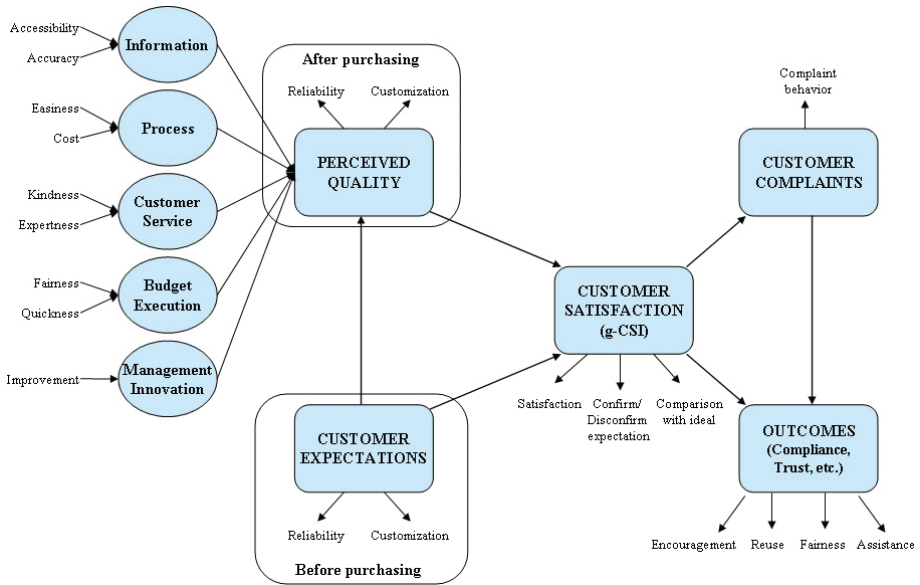 Accessibility
Accuracy
Information
Easiness
Cost
Process
Kindness
Expertness
Customer
Service
Fairness
Quickness
Budget
Execution
Improvement
Management
Innovation
After purchasing
Reliability
Customization
PERCEIVED
QUALITY
CUSTOMER
EXPECTATIONS
Reliability
Customization
Before purchasing
CUSTOMER
SATISFACTION
(g-CSI)
Satisfaction
Confirm/
Disconfirm
expectation
Comparison
with ideal
Complaint
behavior
CUSTOMER
COMPLAINTS
OUTCOMES
(Compliance,
Trust, etc.)
Encouragement
Reuse
Fairness
Assistance